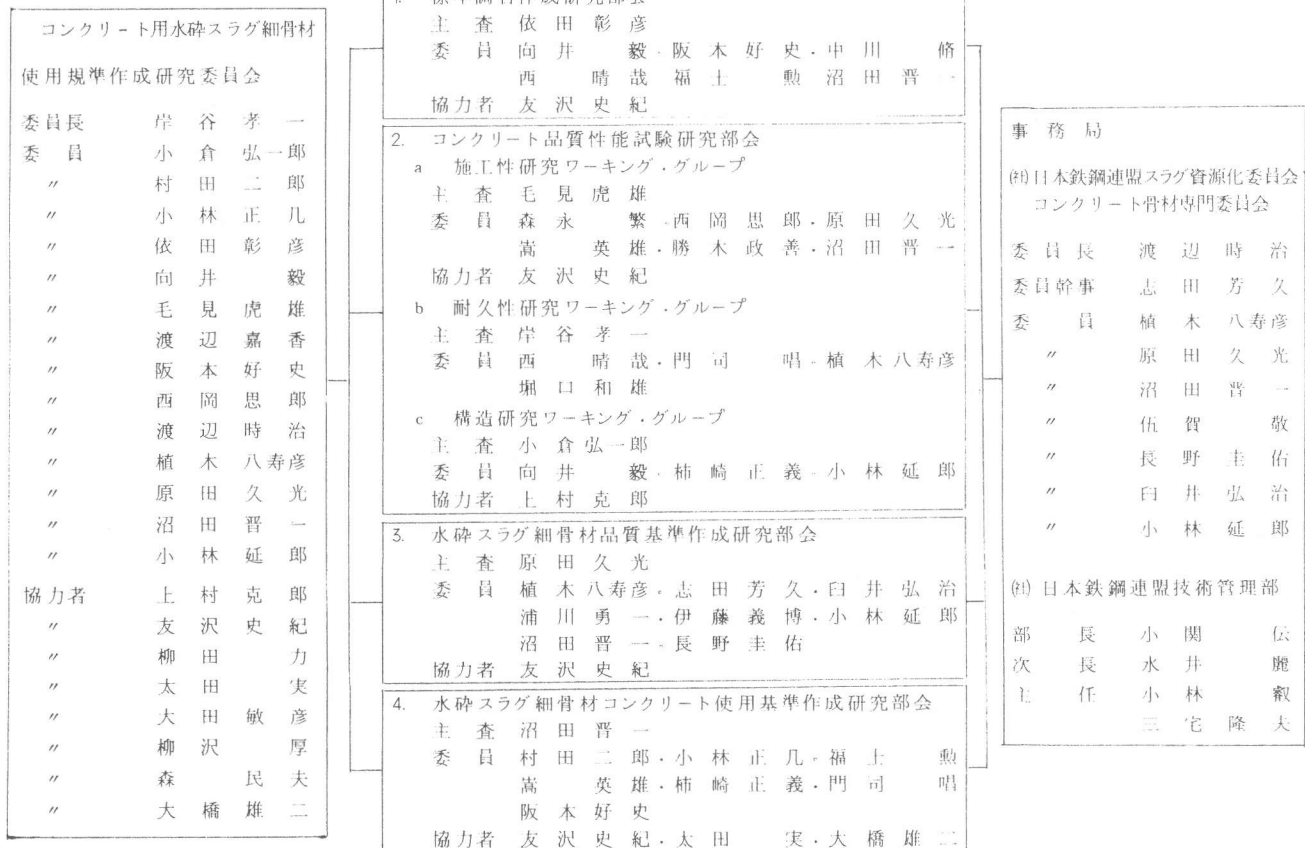 コンクリート用水砕スラグ細骨材
使用規準作成研究委員会
委員長 岸谷孝一
委員 小倉弘一郎
〃 村田二郎
〃 小林正几
〃 依田彰彦
〃 向井毅
〃 毛見虎雄
〃 渡辺嘉香
〃 阪本好史
〃 西岡思郎
〃 渡辺時治
〃 植木八寿彦
〃 原田久光
〃 沼田晋一
〃 小林延郎
協力者 上村克郎
〃 友沢史紀
〃 柳田力
〃 太田実
〃 大田敏彦
〃 柳沢厚
〃 森民夫
〃 大橋雄二
主査 依田彰彦
委員 向井毅・阪本好史・中川脩
西晴哉 福士勲 沼田晋一
協力者 友沢史紀
2. コンクリート品質性能試験研究部会
a 施工性研究ワーキング・グループ
主査 毛見虎雄
委員 森永繁・西岡思郎・原田久光
嵩英雄・勝木政善・沼田晋一
協力者 友沢史紀
b 耐久性研究ワーキング・グループ
主査 岸谷孝一
委員 西晴哉・門司唱・植木八寿彦
堀口和雄
c 構造研究ワーキング・グループ
主査 小倉弘一郎
委員 向井毅・柿崎正義・小林延郎
協力者 上村克郎
3. 水砕スラグ細骨材品質基準作成研究部会
主査 原田久光
委員 植木八寿彦・志田芳久・臼井弘治
浦川勇一・伊藤義博・小林延郎
沼田晋一・長野圭佑
協力者 友沢史紀
4. 水砕スラグ細骨材コンクリート使用基準作成研究部会
主査 沼田晋一
委員 村田二郎・小林正几・福士勲
嵩英雄・柿崎正義・門司唱
阪本好史
協力者 友沢史紀・太田実・大橋雄二
事務局
㈳日本鉄鋼連盟スラグ資源化委員会
コンクリート骨材専門委員会
委員長 渡辺時治
委員幹事 志田芳久
委員 植木八寿彦
〃 原田久光
〃 沼田晋一
〃 伍賀敬
〃 長野圭佑
〃 臼井弘治
〃 小林延郎
㈳日本鉄鋼連盟技術管理部
部長 小関伝
次長 水井麗
主任 小林叡
三宅隆夫